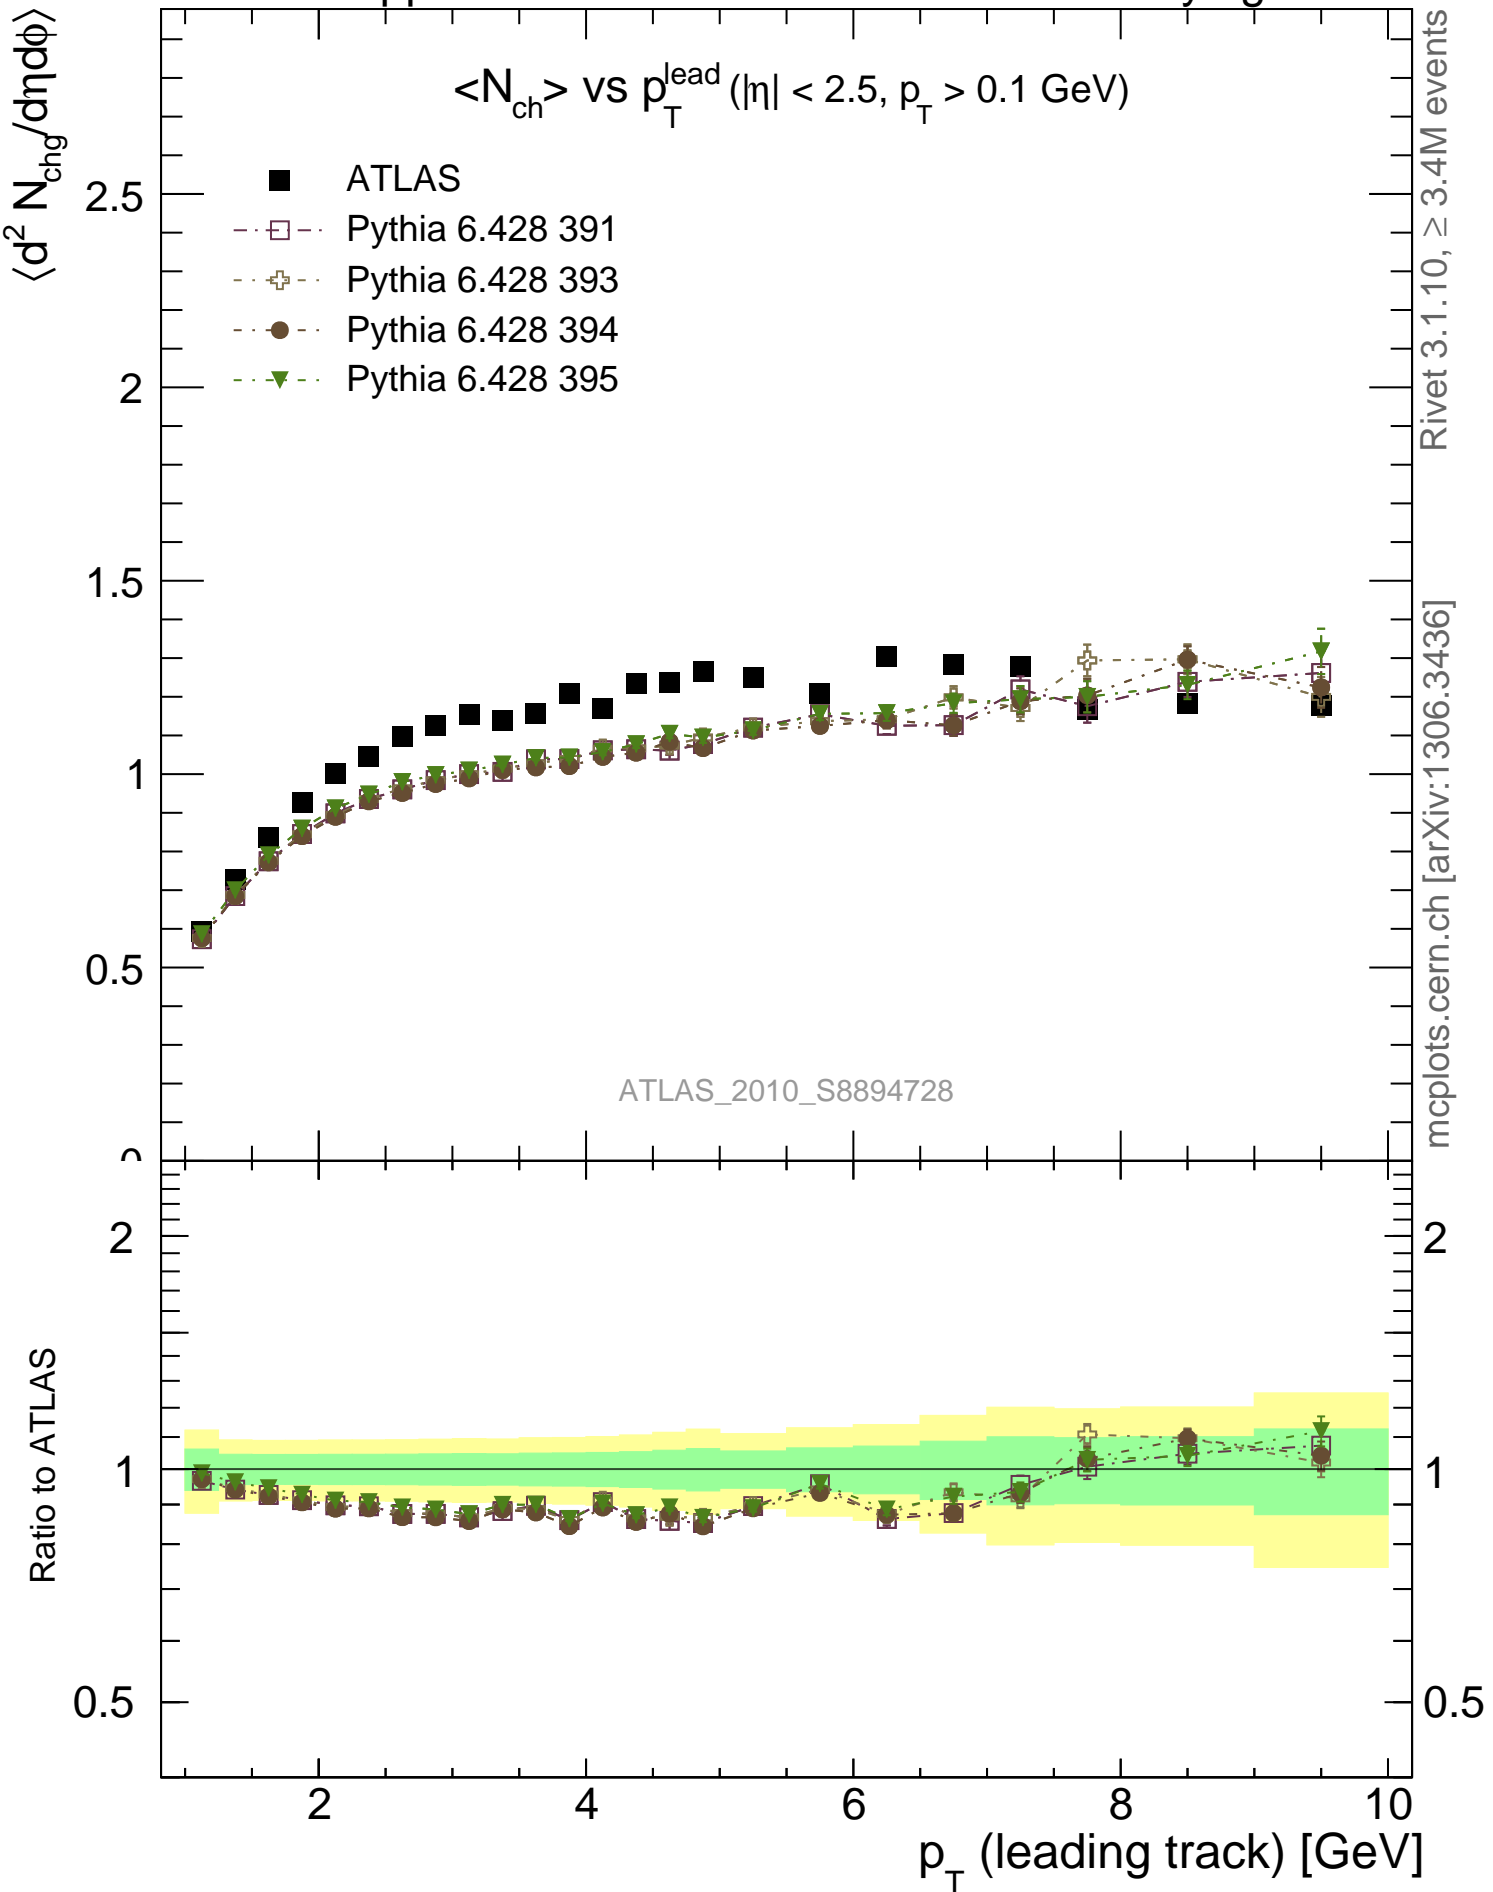 ⟨d² N_chg/dηdϕ⟩
<N_ch> vs p_T^lead (|η| < 2.5, p_T > 0.1 GeV)
ATLAS
Pythia 6.428 391
Pythia 6.428 393
Pythia 6.428 394
Pythia 6.428 395
2.5
2
1.5
1
0.5
ATLAS_2010_S8894728
Rivet 3.1.10, ≥ 3.4M events
mcplots.cern.ch [arXiv:1306.3436]
Ratio to ATLAS
2
1
0.5
2
1
0.5
2 4 6 8 10
p_T (leading track) [GeV]